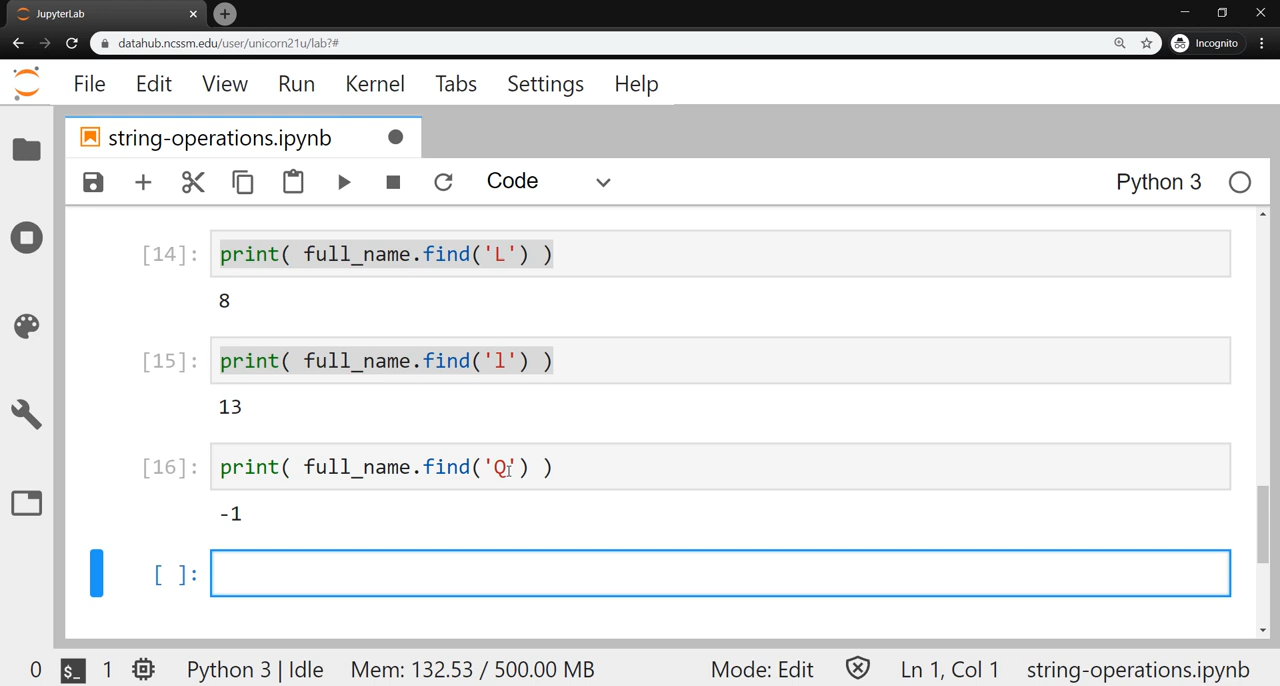 JupyterLab
datahub.ncssm.edu/user/unicorn21u/lab?#
Incognito
File Edit View Run Kernel Tabs Settings Help
string-operations.ipynb
Code
Python 3
[14]: print( full_name.find('L') )
8
[15]: print( full_name.find('l') )
13
[16]: print( full_name.find('Q') )
-1
[ ]:
0 $_ 1 Python 3 | Idle Mem: 132.53 / 500.00 MB Mode: Edit Ln 1, Col 1 string-operations.ipynb